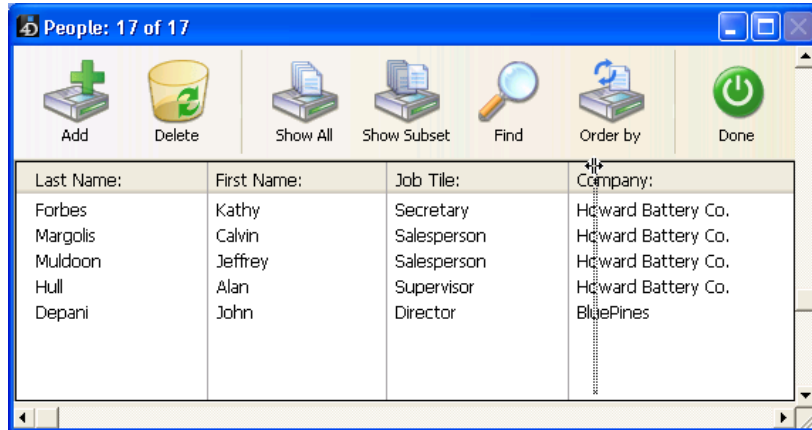 4D People: 17 of 17
Add Delete Show All Show Subset Find Order by Done
Last Name: First Name: Job Tile: Company:
Forbes Kathy Secretary Howard Battery Co.
Margolis Calvin Salesperson Howard Battery Co.
Muldoon Jeffrey Salesperson Howard Battery Co.
Hull Alan Supervisor Howard Battery Co.
Depani John Director BluePines